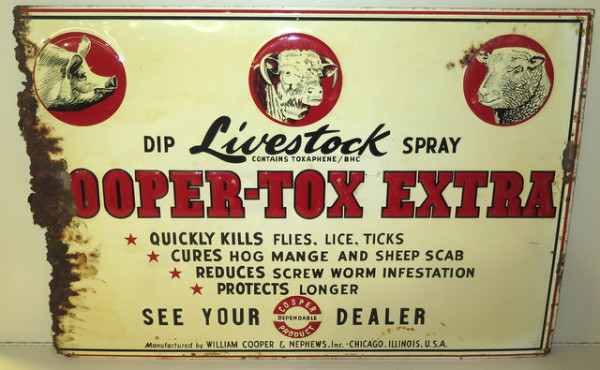 DIP Livestock SPRAY
CONTAINS TOXAPHENE/BHC
OOPER-TOX EXTRA
★ QUICKLY KILLS FLIES, LICE, TICKS
★ CURES HOG MANGE AND SHEEP SCAB
★ REDUCES SCREW WORM INFESTATION
★ PROTECTS LONGER
SEE YOUR COOPER DEPENDABLE PRODUCT DEALER
Manufactured by WILLIAM COOPER & NEPHEWS, Inc. · CHICAGO, ILLINOIS, U.S.A.